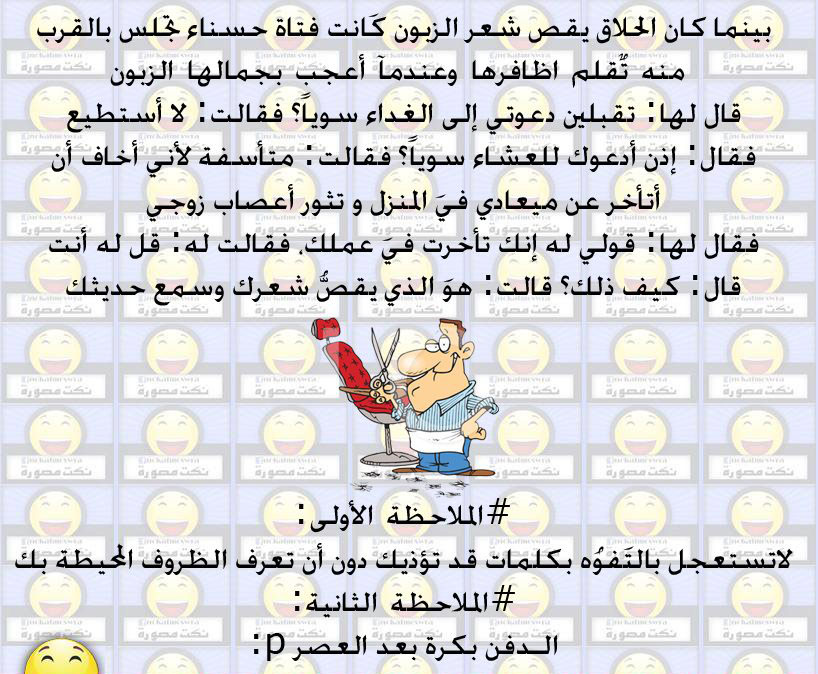 بينما كان الحلاق يقص شعر الزبون كَانت فتاة حسناء تجلس بالقرب
منه تُقلم اظافرها وعندمآ أعجب بجمالها الزبون
قال لها: تقبلين دعوتي إلى الغداء سوياً؟ فقالت: لا أستطيع
فقال: إذن أدعوك للعشاء سوياً؟ فقالت: متأسفة لأني أخاف أن
أتأخر عن ميعادي فيَ المنزل و تثور أعصاب زوجي
فقال لها: قولي له إنك تأخرت فيَ عملك، فقالت له: قل له أنت
قال: كيف ذلك؟ قالت: هوَ الذي يقصُّ شعرك وسمع حديثك
#الملاحظة الأولى:
لاتستعجل بالتَفوُه بكلمات قد تؤذيك دون أن تعرف الظروف المحيطة بك
#الملاحظة الثانية:
الـدفن بكرة بعد العصر p:
نكت مصورة